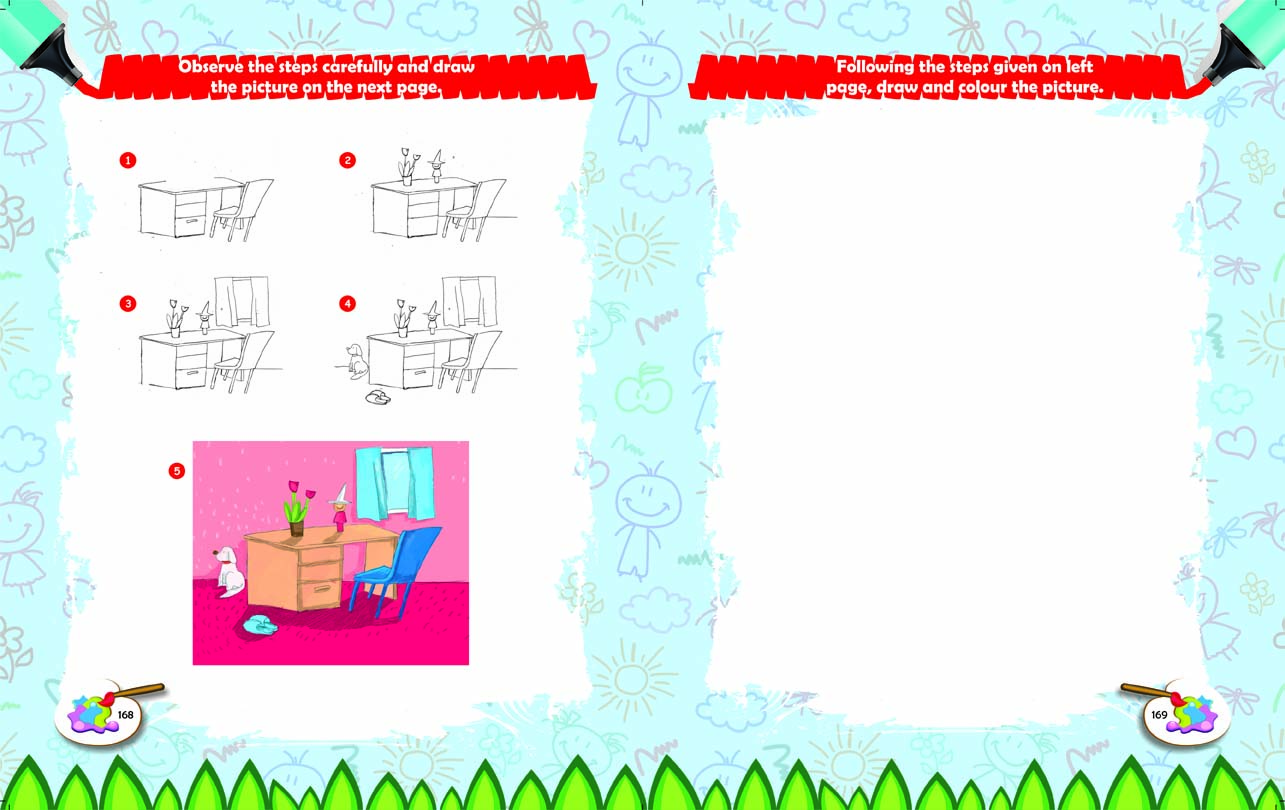 Observe the steps carefully and draw
the picture on the next page.
1
2
3
4
5
168
Following the steps given on left
page, draw and colour the picture.
169